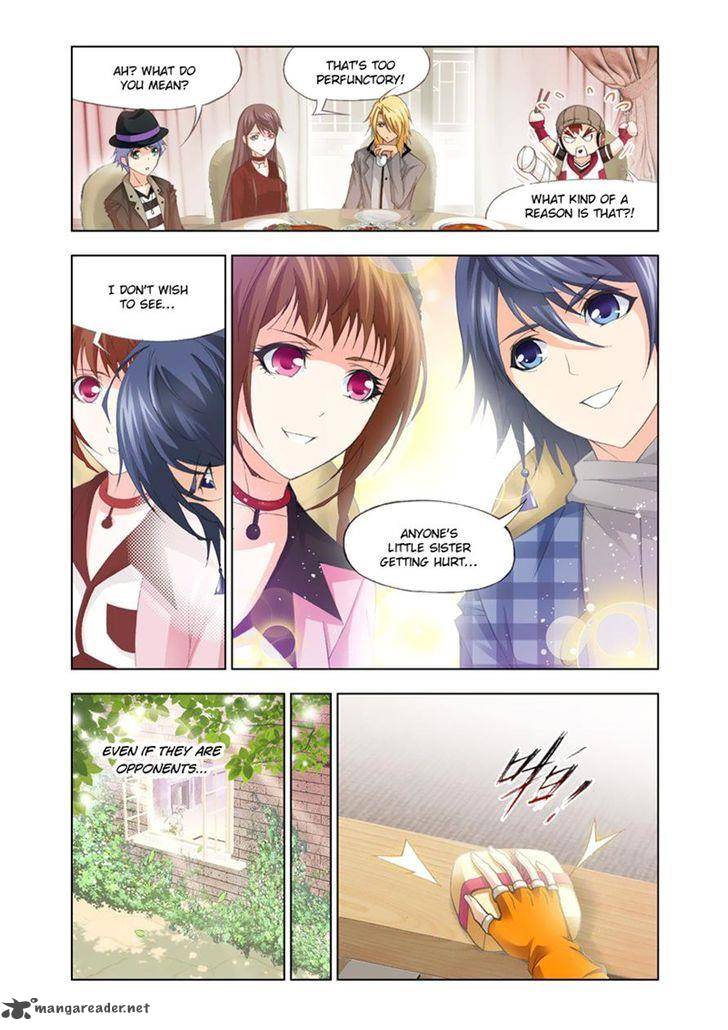 AH? WHAT DO
YOU MEAN?
THAT'S TOO
PERFUNCTORY!
WHAT KIND OF A
REASON IS THAT?!
I DON'T WISH
TO SEE...
ANYONE'S
LITTLE SISTER
GETTING HURT...
EVEN IF THEY ARE
OPPONENTS...
mangareader.net